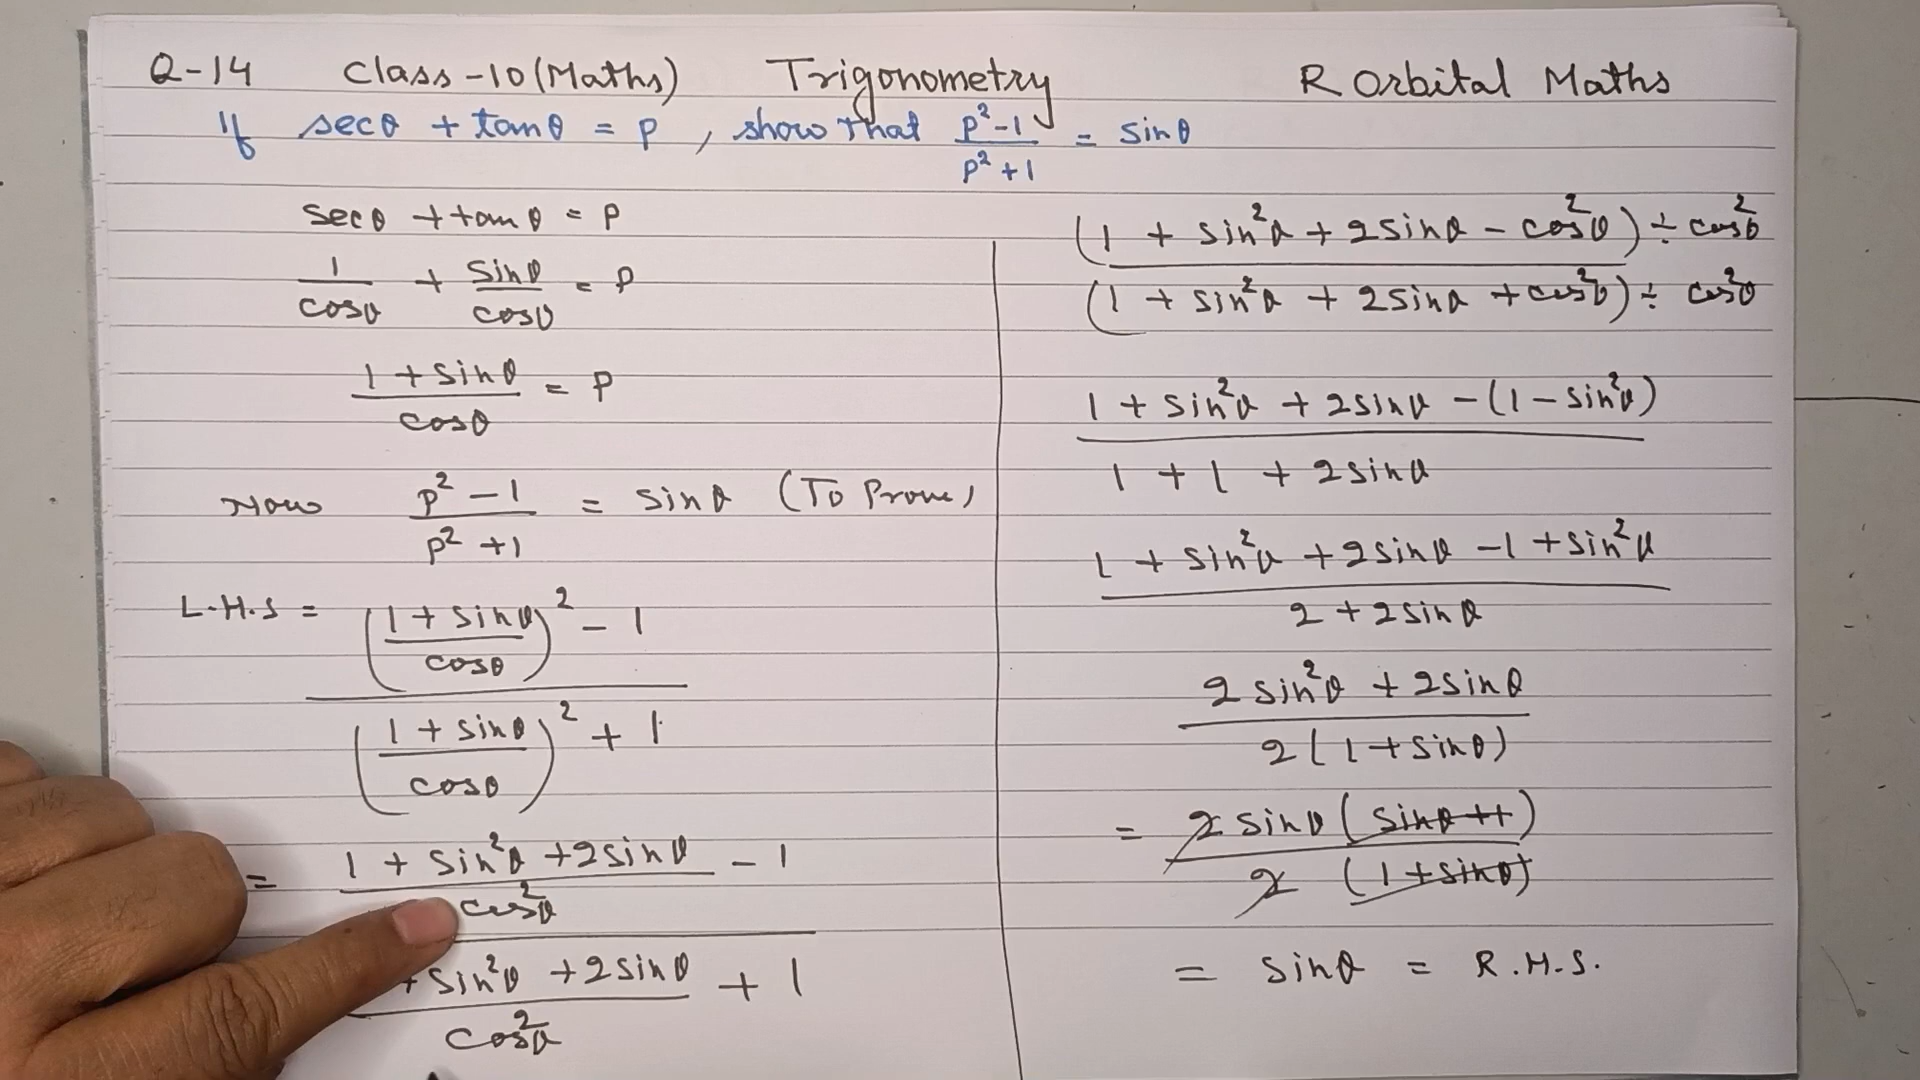 Q-14 Class-10 (Maths) Trigonometry R Orbital Maths
If secθ + tanθ = P, show that (P²-1)/(P²+1) = sinθ
secθ + tanθ = P
1/cosθ + sinθ/cosθ = P
(1 + sinθ)/cosθ = P
Now (P² - 1)/(P² + 1) = sinθ (To Prove)
L.H.S = (((1 + sinθ)/cosθ)² - 1)/(((1 + sinθ)/cosθ)² + 1)
= ((1 + sin²θ + 2sinθ)/cos²θ - 1)
+ sin²θ + 2sinθ/cos²θ + 1
(1 + sin²θ + 2sinθ - cos²θ) ÷ cos²θ
(1 + sin²θ + 2sinθ + cos²θ) ÷ cos²θ
1 + sin²θ + 2sinθ - (1 - sin²θ)
1 + 1 + 2sinθ
1 + sin²θ + 2sinθ - 1 + sin²θ
2 + 2sinθ
2sin²θ + 2sinθ
2(1 + sinθ)
= 2sinθ(sinθ+1)
2 (1+sinθ)
= sinθ = R.H.S.